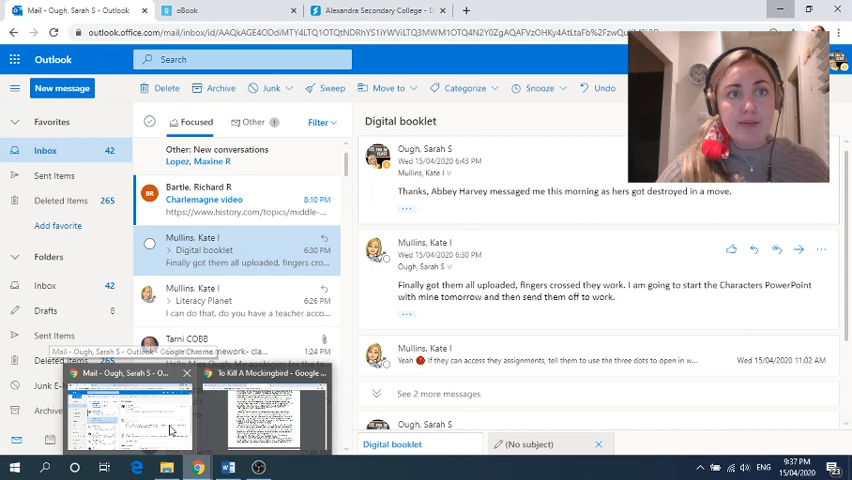 Mail - Ough, Sarah S - Outlook
oBook
Alexandra Secondary College - D
outlook.office.com/mail/inbox/id/AAQkAGE4ODdiMTY4LTQ1OTQtNDRhYS1iYWViLTQ3MWM1OTQ4N2Y0ZgAQAFVzOHKy4tLtaFb%2Fzw
Outlook
Search
New message
Delete
Archive
Junk
Sweep
Move to
Categorize
Snooze
Undo
Favorites
Inbox 42
Sent Items
Deleted Items 265
Add favorite
Folders
Inbox 42
Drafts
Sent Items
Deleted Items 265
Junk E
Archiv
Focused
Other 1
Filter
Other: New conversations
Lopez, Maxine R
BR
Bartle, Richard R
Charlemagne video 8:10 PM
https://www.history.com/topics/middle-...
Mullins, Kate I
> Digital booklet 6:30 PM
Finally got them all uploaded, fingers cro...
Mullins, Kate I
> Literacy Planet 6:26 PM
I can do that, do you have a teacher acco...
Tarni COBB
work- cla... 1:24 PM
Mail - Ough, Sarah S - Outlook - Google Chrome
Mail - Ough, Sarah S - O...
To Kill A Mockingbird - Google ...
Digital booklet
Ough, Sarah S
Wed 15/04/2020 6:43 PM
Mullins, Kate I
Thanks, Abbey Harvey messaged me this morning as hers got destroyed in a move.
...
Mullins, Kate I
Wed 15/04/2020 6:30 PM
Ough, Sarah S
Finally got them all uploaded, fingers crossed they work. I am going to start the Characters PowerPoint
with mine tomorrow and then send them off to work.
...
Mullins, Kate I
Yeah If they can access they assignments, tell them to use the three dots to open in w... Wed 15/04/2020 11:02 AM
See 2 more messages
Ough, Sarah S
Digital booklet
(No subject)
ENG
9:37 PM
15/04/2020
23